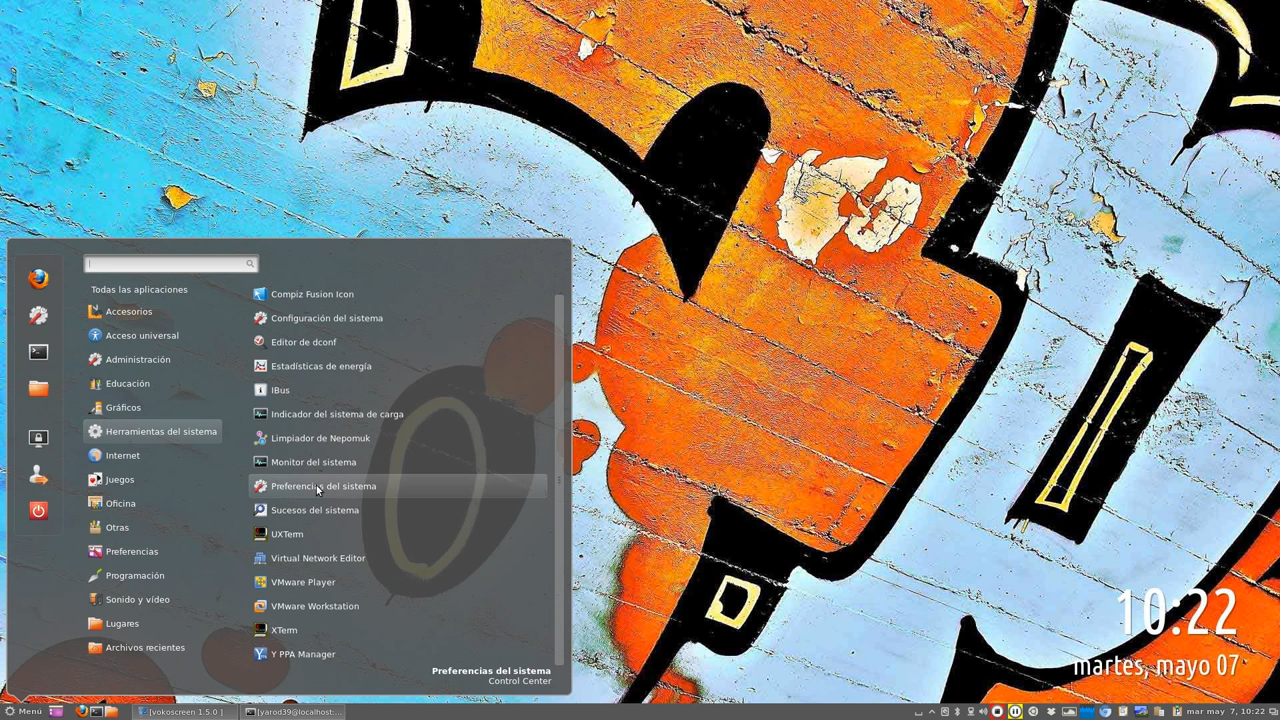 Todas las aplicaciones
Accesorios
Acceso universal
Administración
Educación
Gráficos
Herramientas del sistema
Internet
Juegos
Oficina
Otras
Preferencias
Programación
Sonido y vídeo
Lugares
Archivos recientes
Compiz Fusion Icon
Configuración del sistema
Editor de dconf
Estadísticas de energía
IBus
Indicador del sistema de carga
Limpiador de Nepomuk
Monitor del sistema
Preferencias del sistema
Sucesos del sistema
UXTerm
Virtual Network Editor
VMware Player
VMware Workstation
XTerm
Y PPA Manager
Preferencias del sistema
Control Center
10:22
martes, mayo 07
Menu
[vokoscreen 1.5.0 ]
[yarod39@localhost:...
mar may 7, 10:22